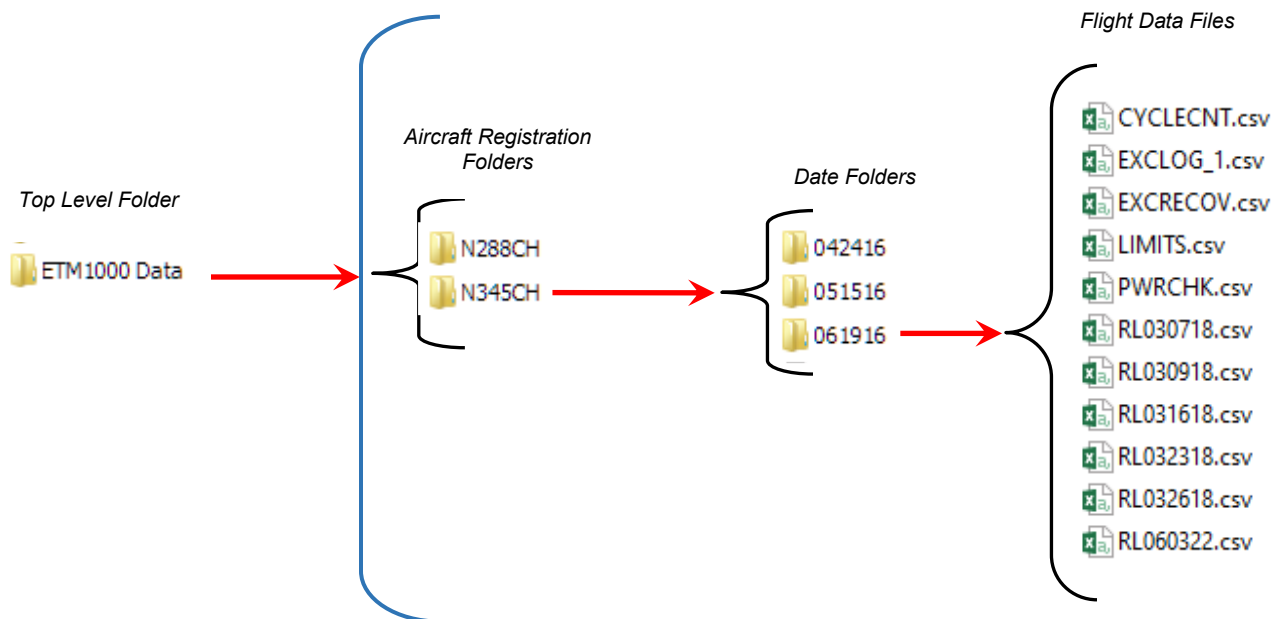 Top Level Folder
ETM1000 Data
Aircraft Registration
Folders
N288CH
N345CH
Date Folders
042416
051516
061916
Flight Data Files
CYCLECNT.csv
EXCLOG_1.csv
EXCRECOV.csv
LIMITS.csv
PWRCHK.csv
RL030718.csv
RL030918.csv
RL031618.csv
RL032318.csv
RL032618.csv
RL060322.csv